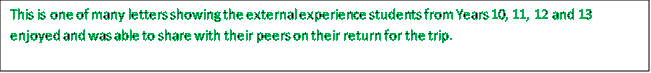 This is one of many letters showing the external experience students from Years 10, 11, 12 and 13
enjoyed and was able to share with their peers on their return for the trip.